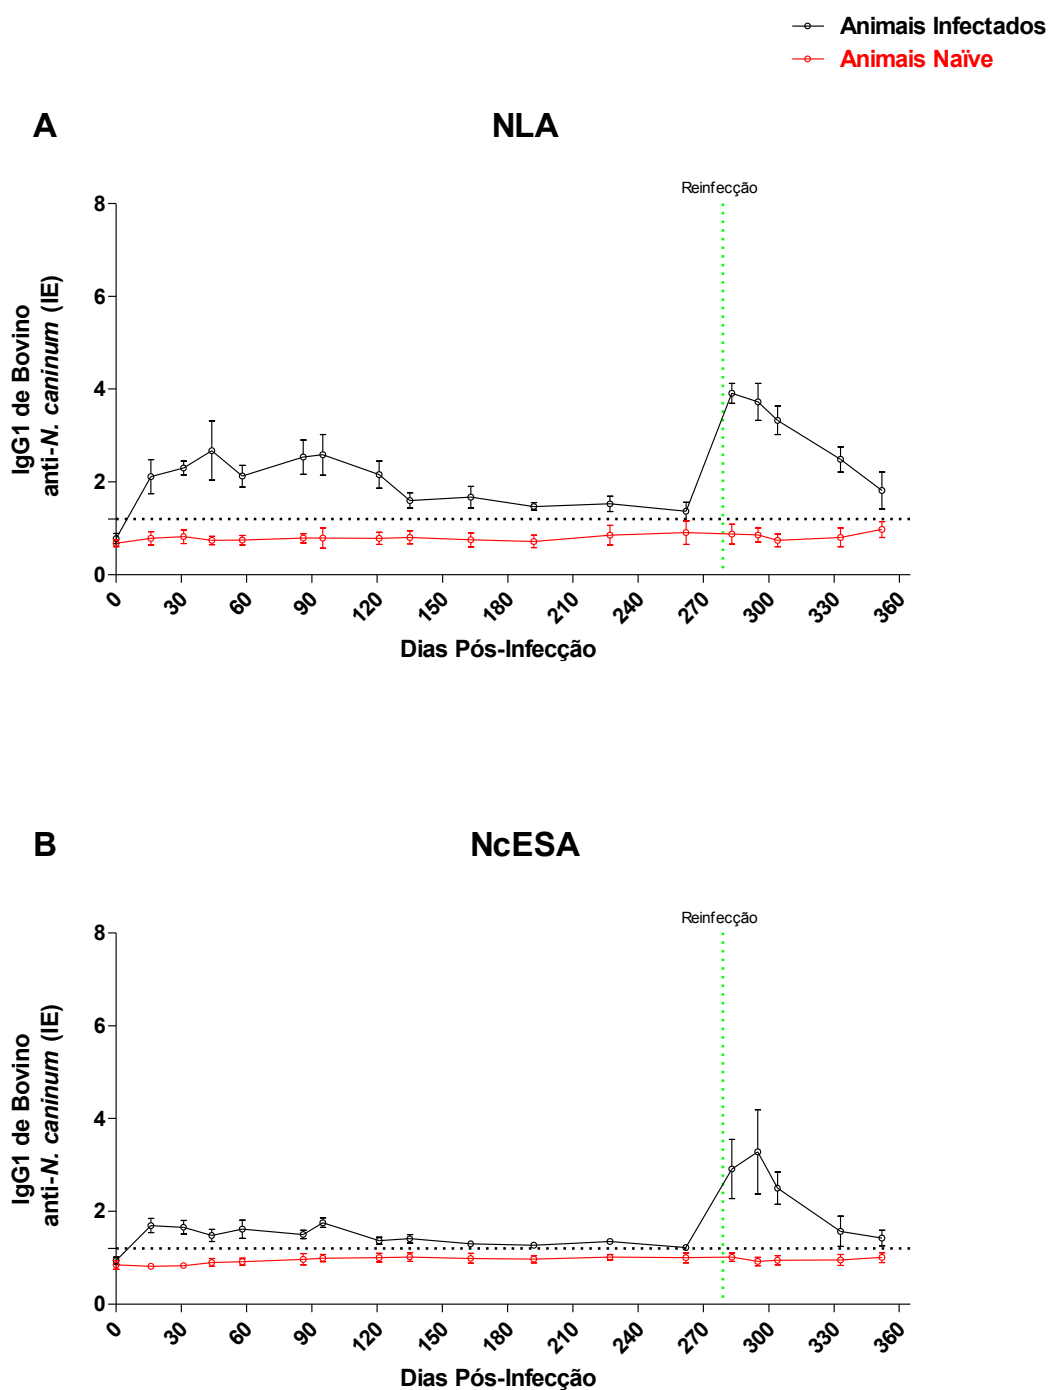 Animais Infectados
Animais Naïve
A
NLA
Reinfecção
8
6
4
2
0
IgG1 de Bovino
anti-N. caninum (IE)
0 30 60 90 120 150 180 210 240 270 300 330 360
Dias Pós-Infecção
B
NcESA
Reinfecção
8
6
4
2
0
IgG1 de Bovino
anti-N. caninum (IE)
0 30 60 90 120 150 180 210 240 270 300 330 360
Dias Pós-Infecção